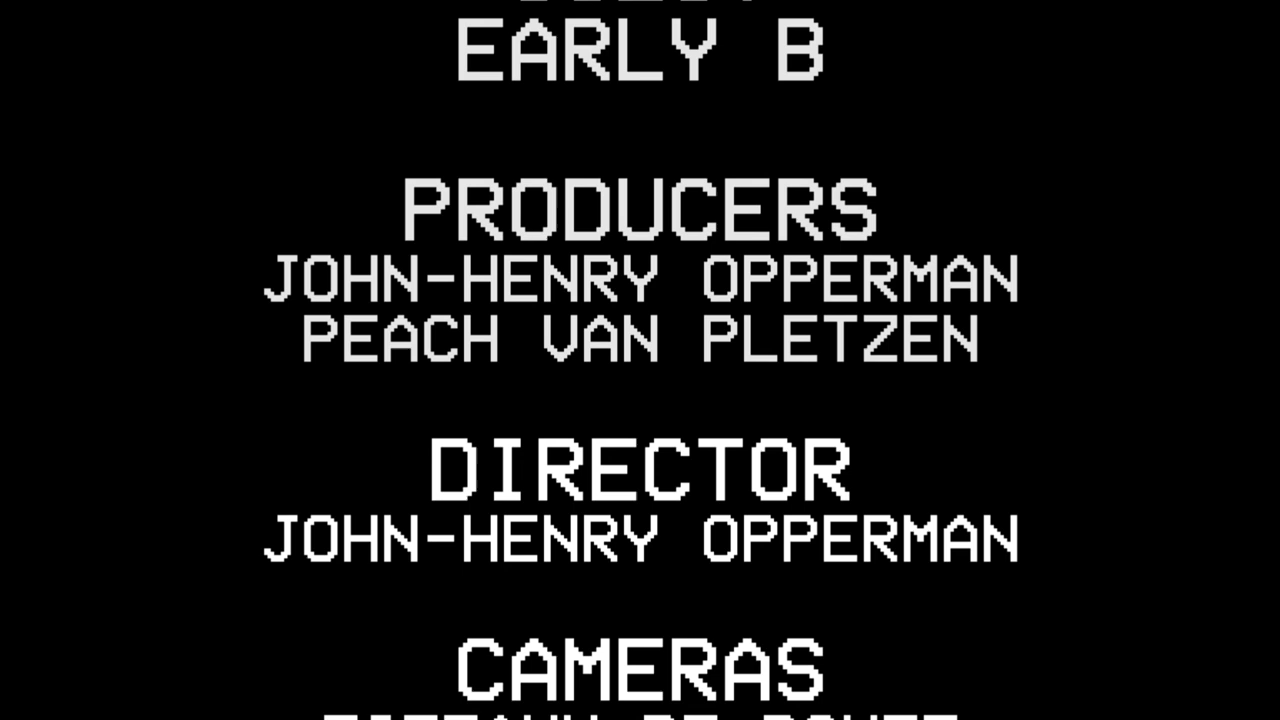 EARLY B
PRODUCERS
JOHN-HENRY OPPERMAN
PEACH VAN PLETZEN
DIRECTOR
JOHN-HENRY OPPERMAN
CAMERAS